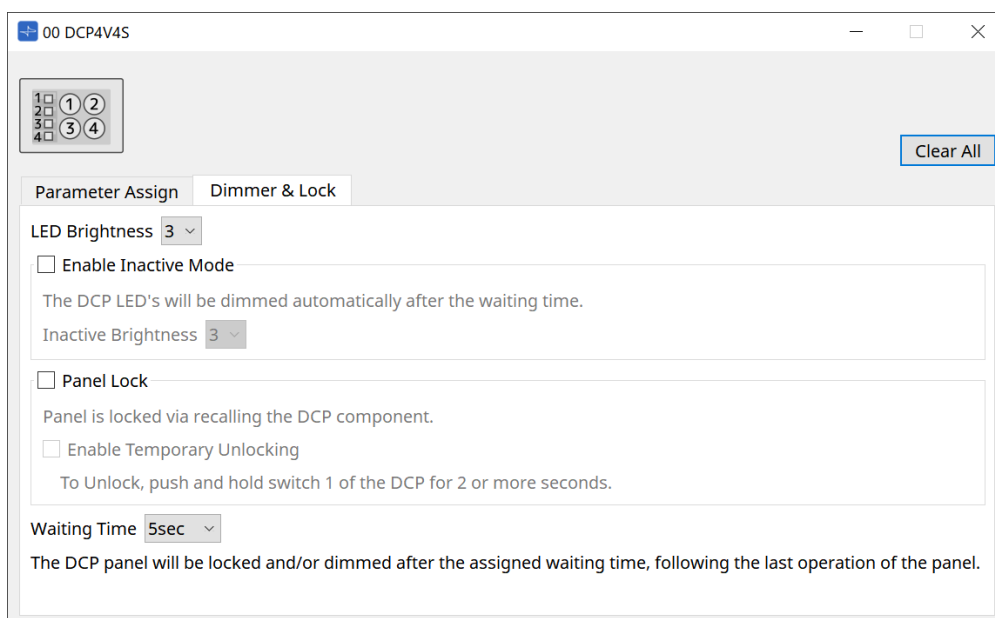 00 DCP4V4S
1 1 2
2
3 3 4
4
Clear All
Parameter Assign Dimmer & Lock
LED Brightness 3
Enable Inactive Mode
The DCP LED's will be dimmed automatically after the waiting time.
Inactive Brightness 3
Panel Lock
Panel is locked via recalling the DCP component.
Enable Temporary Unlocking
To Unlock, push and hold switch 1 of the DCP for 2 or more seconds.
Waiting Time 5sec
The DCP panel will be locked and/or dimmed after the assigned waiting time, following the last operation of the panel.